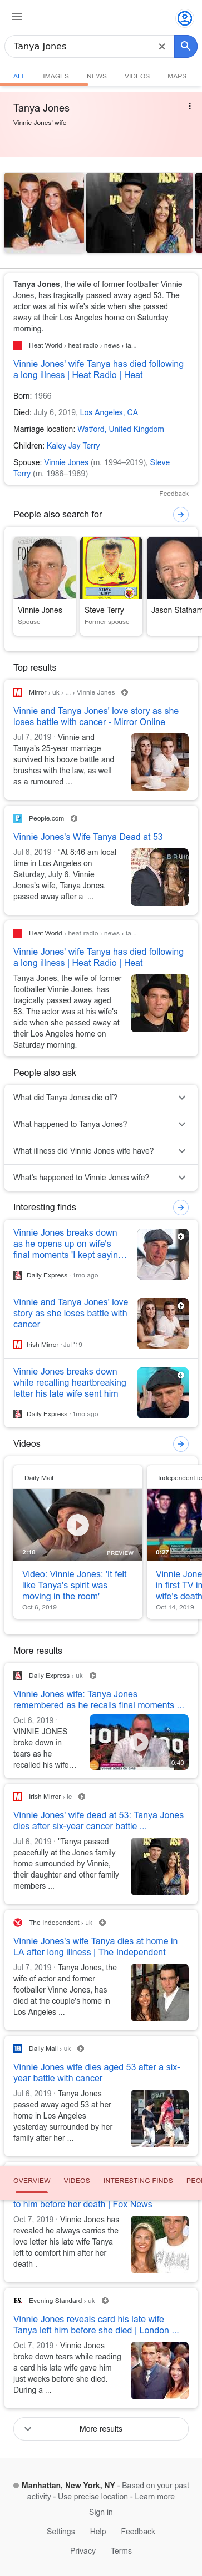 Tanya Jones
ALL IMAGES NEWS VIDEOS MAPS
Tanya Jones
Vinnie Jones' wife
Tanya Jones, the wife of former footballer Vinnie
Jones, has tragically passed away aged 53. The
actor was at his wife's side when she passed
away at their Los Angeles home on Saturday
morning.
Heat World › heat-radio › news › ta...
Vinnie Jones' wife Tanya has died following
a long illness | Heat Radio | Heat
Born: 1966
Died: July 6, 2019, Los Angeles, CA
Marriage location: Watford, United Kingdom
Children: Kaley Jay Terry
Spouse: Vinnie Jones (m. 1994–2019), Steve
Terry (m. 1986–1989)
Feedback
People also search for
Vinnie Jones
Spouse
Steve Terry
Former spouse
Jason Statham
Top results
Mirror › uk › ... › Vinnie Jones
Vinnie and Tanya Jones' love story as she
loses battle with cancer - Mirror Online
Jul 7, 2019 · Vinnie and
Tanya's 25-year marriage
survived his booze battle and
brushes with the law, as well
as a rumoured ...
People.com
Vinnie Jones's Wife Tanya Dead at 53
Jul 8, 2019 · "At 8:46 am local
time in Los Angeles on
Saturday, July 6, Vinnie
Jones's wife, Tanya Jones,
passed away after a ...
Heat World › heat-radio › news › ta...
Vinnie Jones' wife Tanya has died following
a long illness | Heat Radio | Heat
Tanya Jones, the wife of former
footballer Vinnie Jones, has
tragically passed away aged
53. The actor was at his wife's
side when she passed away at
their Los Angeles home on
Saturday morning.
People also ask
What did Tanya Jones die off?
What happened to Tanya Jones?
What illness did Vinnie Jones wife have?
What's happened to Vinnie Jones wife?
Interesting finds
Vinnie Jones breaks down
as he opens up on wife's
final moments 'I kept sayin...
Daily Express · 1mo ago
Vinnie and Tanya Jones' love
story as she loses battle with
cancer
Irish Mirror · Jul '19
Vinnie Jones breaks down
while recalling heartbreaking
letter his late wife sent him
Daily Express · 1mo ago
Videos
Daily Mail
2:18 PREVIEW
Video: Vinnie Jones: 'It felt
like Tanya's spirit was
moving in the room'
Oct 6, 2019
Independent.ie
0:27
Vinnie Jone
in first TV in
wife's death
Oct 14, 2019
More results
Daily Express › uk
Vinnie Jones wife: Tanya Jones
remembered as he recalls final moments ...
Oct 6, 2019 ·
VINNIE JONES
broke down in
tears as he
recalled his wife...
0:40
Irish Mirror › ie
Vinnie Jones' wife dead at 53: Tanya Jones
dies after six-year cancer battle ...
Jul 6, 2019 · "Tanya passed
peacefully at the Jones family
home surrounded by Vinnie,
their daughter and other family
members ...
The Independent › uk
Vinnie Jones's wife Tanya dies at home in
LA after long illness | The Independent
Jul 7, 2019 · Tanya Jones, the
wife of actor and former
footballer Vinne Jones, has
died at the couple's home in
Los Angeles ...
Daily Mail › uk
Vinnie Jones wife dies aged 53 after a six-
year battle with cancer
Jul 6, 2019 · Tanya Jones
passed away aged 53 at her
home in Los Angeles
yesterday surrounded by her
family after her ...
OVERVIEW VIDEOS INTERESTING FINDS
to him before her death | Fox News
Oct 7, 2019 · Vinnie Jones has
revealed he always carries the
love letter his late wife Tanya
left to comfort him after her
death .
ES. Evening Standard › uk
Vinnie Jones reveals card his late wife
Tanya left him before she died | London ...
Oct 7, 2019 · Vinnie Jones
broke down tears while reading
a card his late wife gave him
just weeks before she died.
During a ...
More results
Manhattan, New York, NY - Based on your past
activity - Use precise location - Learn more
Sign in
Settings Help Feedback
Privacy Terms